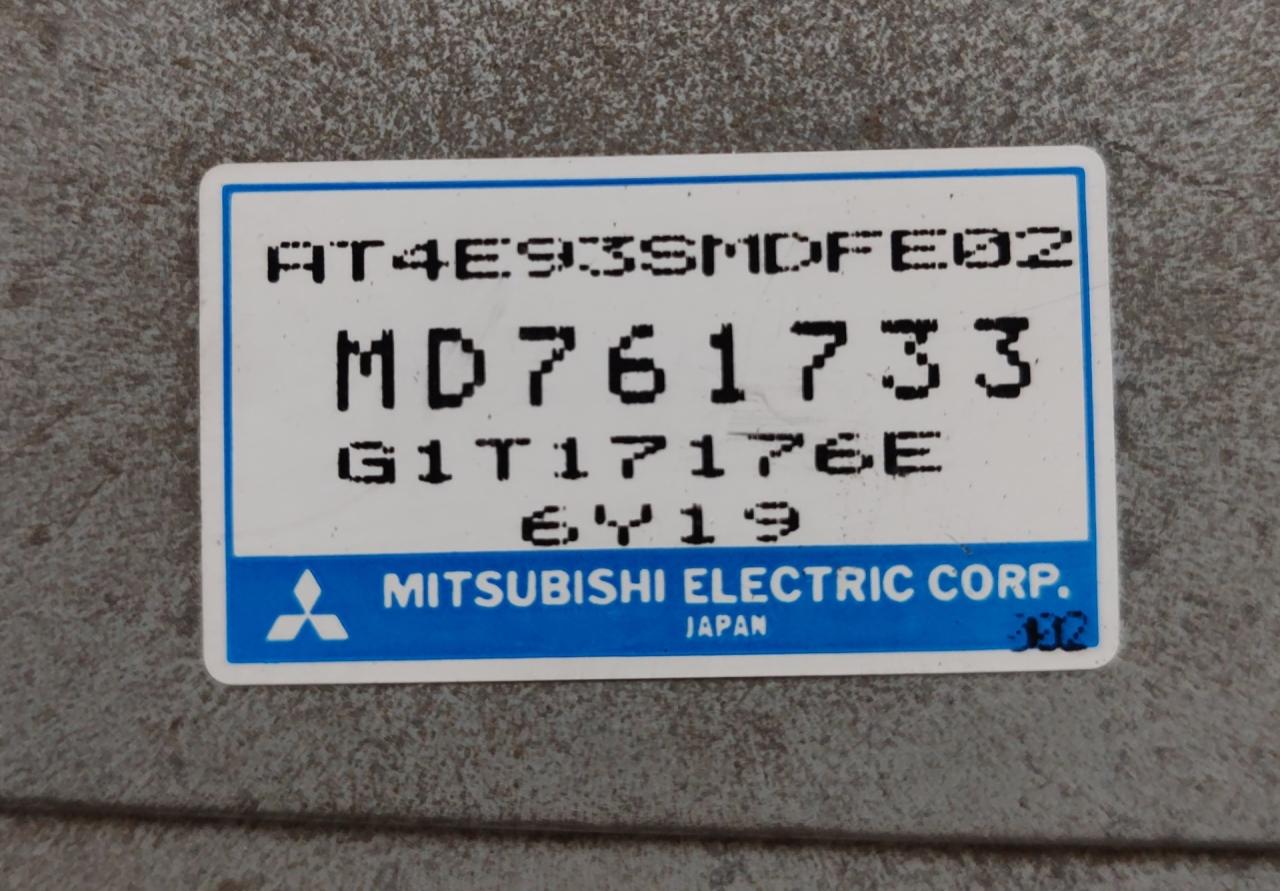 AT4E93SMDFE02
MD761733
G1T17176E
6Y19
MITSUBISHI ELECTRIC CORP.
JAPAN